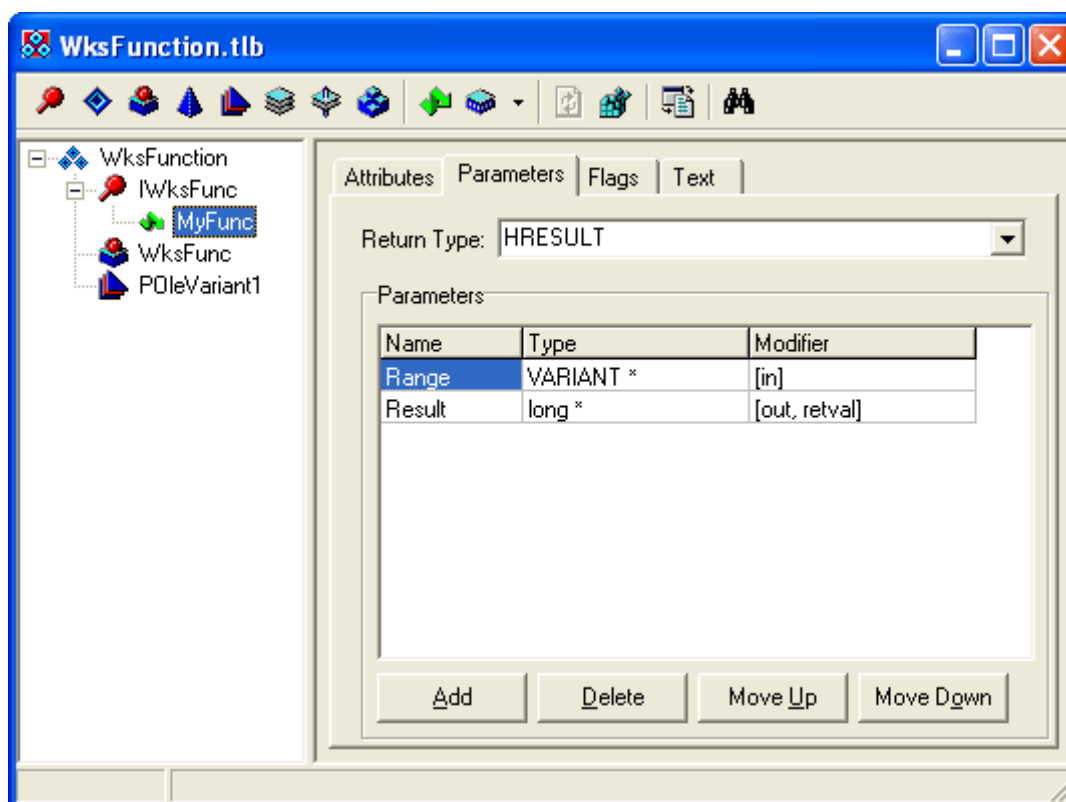 WksFunction.tlb
WksFunction
IWksFunc
MyFunc
WksFunc
POleVariant1
Attributes Parameters Flags Text
Return Type: HRESULT
Parameters
Name Type Modifier
Range VARIANT * [in]
Result long * [out, retval]
Add Delete Move Up Move Down